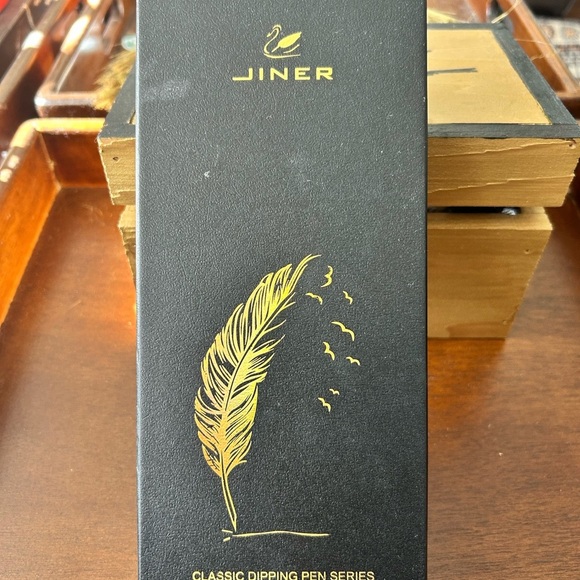 JINER
CLASSIC DIPPING PEN SERIES